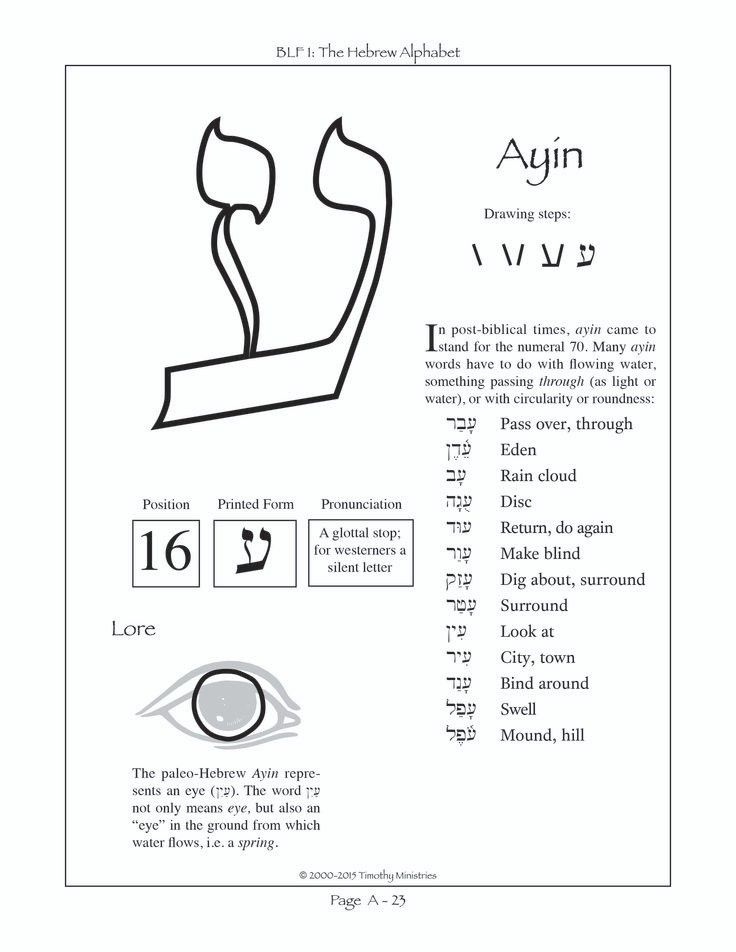 BLF 1: The Hebrew Alphabet
ע
Ayin
Drawing steps:
\ \/ \_/ ע
In post-biblical times, ayin came to
stand for the numeral 70. Many ayin
words have to do with flowing water,
something passing through (as light or
water), or with circularity or roundness:
עָבַר Pass over, through
עֵ֫דֶן Eden
עָב Rain cloud
עֻגָה Disc
עוּד Return, do again
עָוַר Make blind
עָזַק Dig about, surround
עָטַר Surround
עִין Look at
עִיר City, town
עָנַד Bind around
עָפַל Swell
עֹ֫פֶל Mound, hill
Position Printed Form Pronunciation
16 ע A glottal stop;
for westerners a
silent letter
Lore
The paleo-Hebrew Ayin repre-
sents an eye (עַיִן). The word עַיִן
not only means eye, but also an
“eye” in the ground from which
water flows, i.e. a spring.
© 2000-2015 Timothy Ministries
Page A - 23